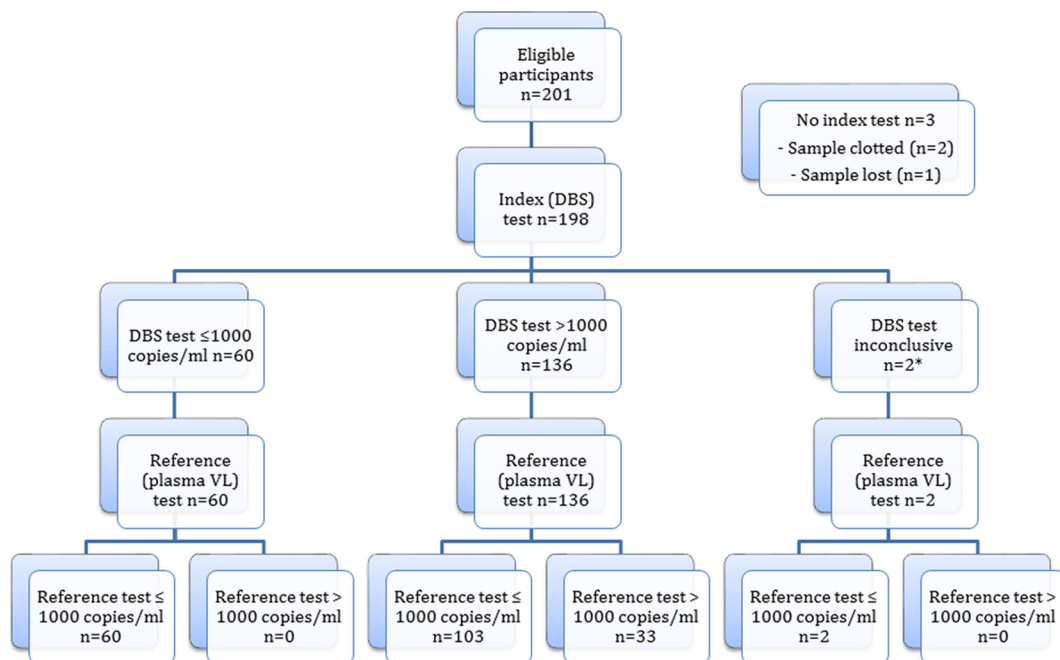 Eligible
participants
n=201
No index test n=3
- Sample clotted (n=2)
- Sample lost (n=1)
Index (DBS)
test n=198
DBS test ≤1000
copies/ml n=60
DBS test >1000
copies/ml
n=136
DBS test
inconclusive
n=2*
Reference
(plasma VL)
test n=60
Reference
(plasma VL)
test n=136
Reference
(plasma VL)
test n=2
Reference test ≤
1000 copies/ml
n=60
Reference test >
1000 copies/ml
n=0
Reference test ≤
1000 copies/ml
n=103
Reference test >
1000 copies/ml
n=33
Reference test ≤
1000 copies/ml
n=2
Reference test >
1000 copies/ml
n=0